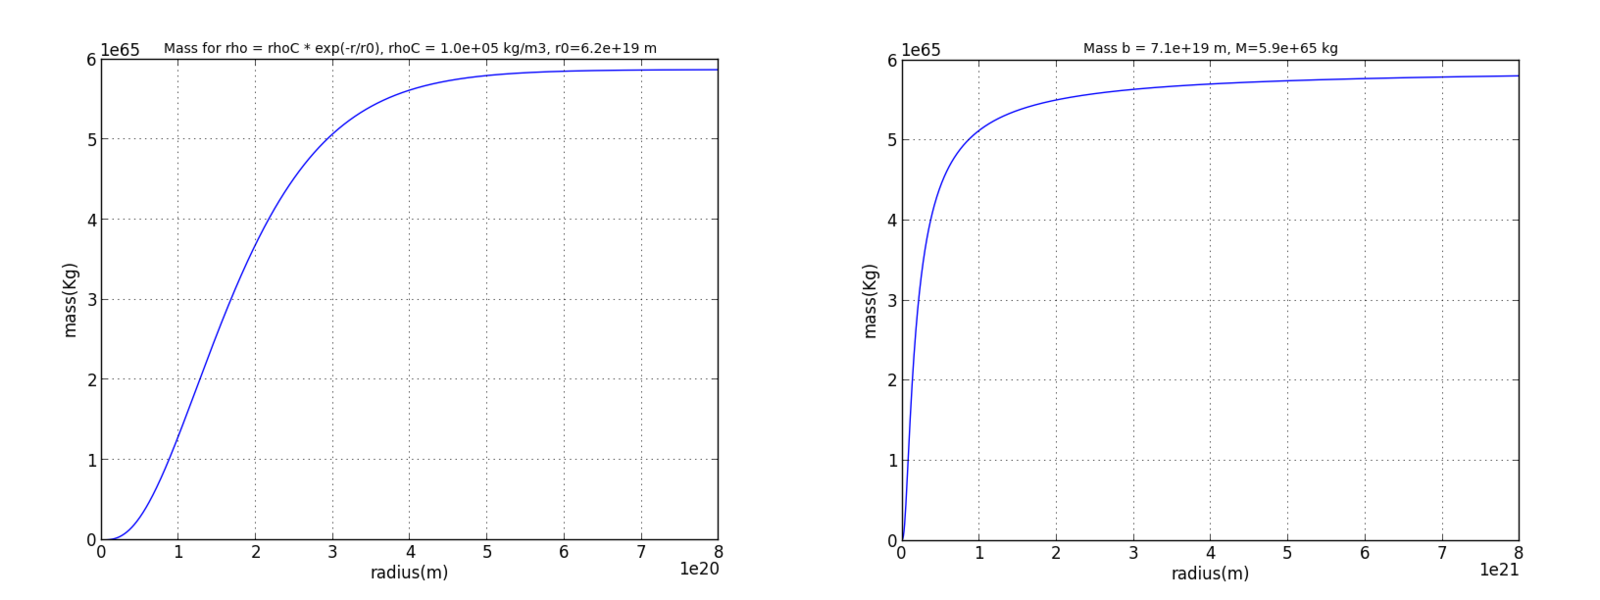 1e65
Mass for rho = rhoC * exp(-r/r0), rhoC = 1.0e+05 kg/m3, r0=6.2e+19 m
6
5
4
3
2
1
0
mass(Kg)
0 1 2 3 4 5 6 7 8
1e20
radius(m)
1e65
Mass b = 7.1e+19 m, M=5.9e+65 kg
6
5
4
3
2
1
0
mass(Kg)
0 1 2 3 4 5 6 7 8
1e21
radius(m)